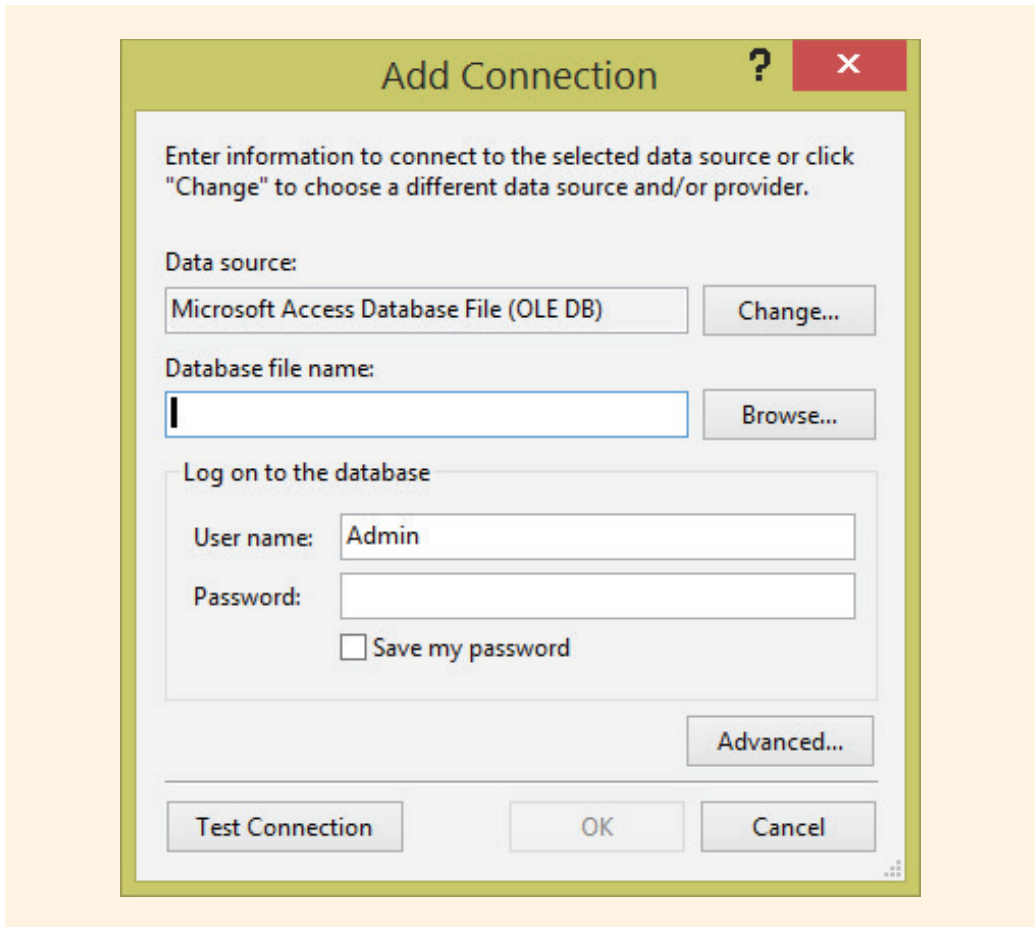 Add Connection
?
Enter information to connect to the selected data source or click
"Change" to choose a different data source and/or provider.
Data source:
Microsoft Access Database File (OLE DB)
Change...
Database file name:
Browse...
Log on to the database
User name:
Admin
Password:
Save my password
Advanced...
Test Connection
OK
Cancel